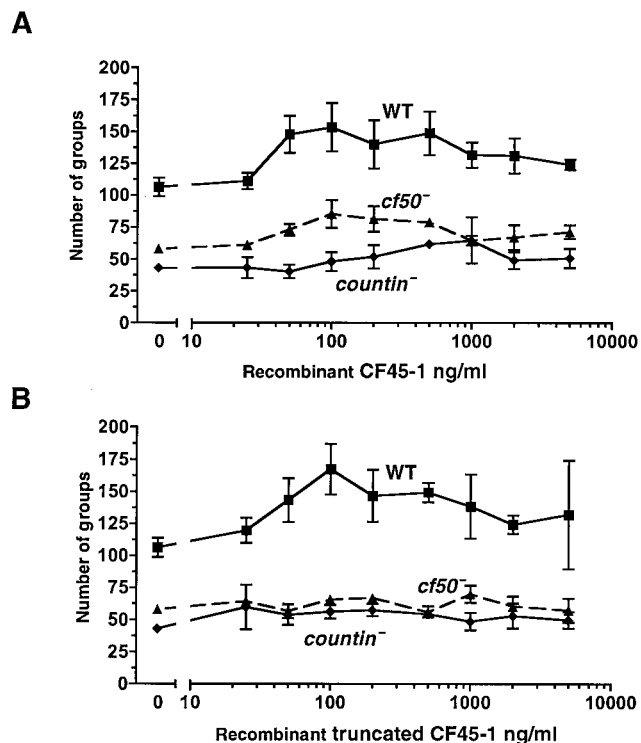 A
Number of groups
200
175
150
125
100
75
50
25
0
WT
cf50⁻
countin⁻
0 10 100 1000 10000
Recombinant CF45-1 ng/ml
B
Number of groups
200
175
150
125
100
75
50
25
0
WT
cf50⁻
countin⁻
0 10 100 1000 10000
Recombinant truncated CF45-1 ng/ml